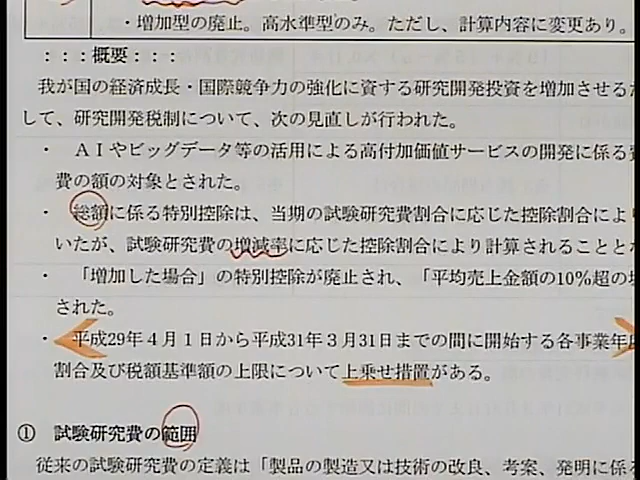 ・増加型の廃止。高水準型のみ。ただし、計算内容に変更あり。
：：：概要：：：
我が国の経済成長・国際競争力の強化に資する研究開発投資を増加させる
して、研究開発税制について、次の見直しが行われた。
・ ＡＩやビッグデータ等の活用による高付加価値サービスの開発に係る
費の額の対象とされた。
・ 総額に係る特別控除は、当期の試験研究費割合に応じた控除割合によ
いたが、試験研究費の増減率に応じた控除割合により計算されることと
・ 「増加した場合」の特別控除が廃止され、「平均売上金額の10％超の
された。
・ 平成29年４月１日から平成31年３月31日までの間に開始する各事業年
割合及び税額基準額の上限について上乗せ措置がある。
① 試験研究費の範囲
従来の試験研究費の定義は「製品の製造又は技術の改良、考案、発明に係